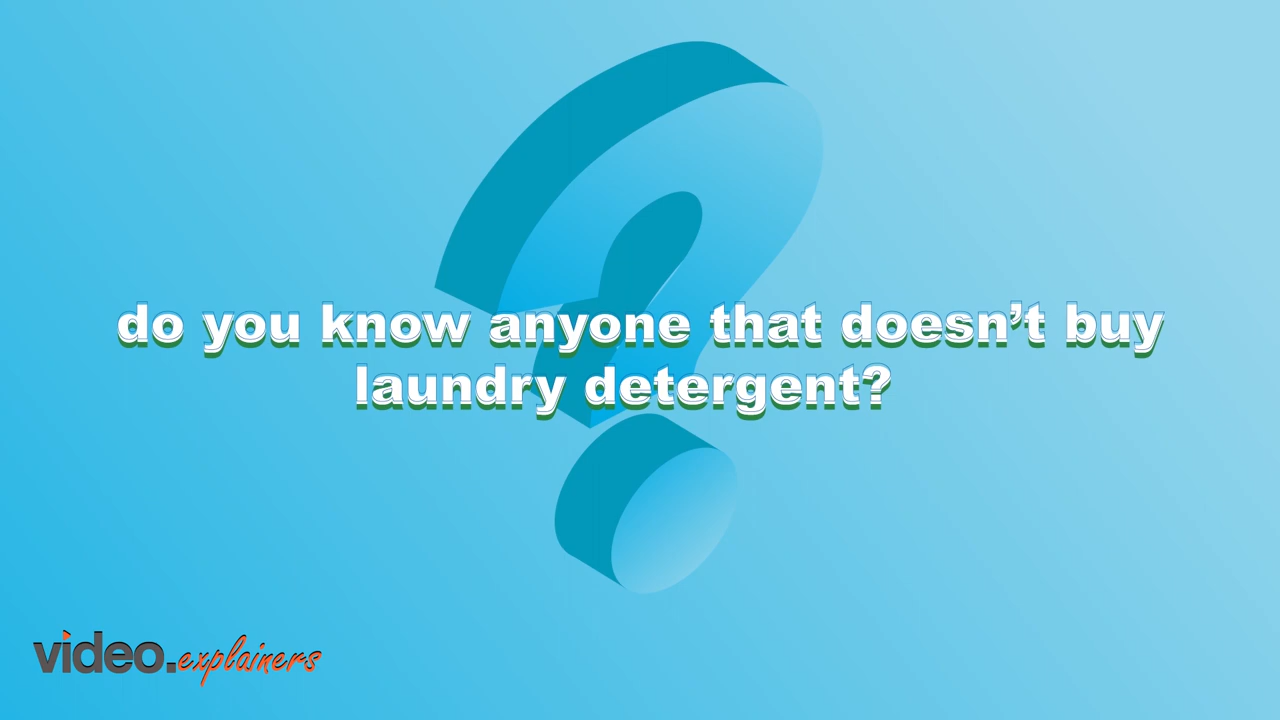 do you know anyone that doesn’t buy
laundry detergent?
video.explainers